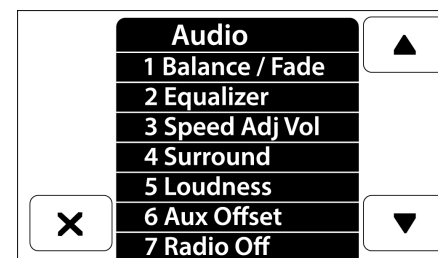 Audio
1 Balance / Fade
2 Equalizer
3 Speed Adj Vol
4 Surround
5 Loudness
6 Aux Offset
7 Radio Off